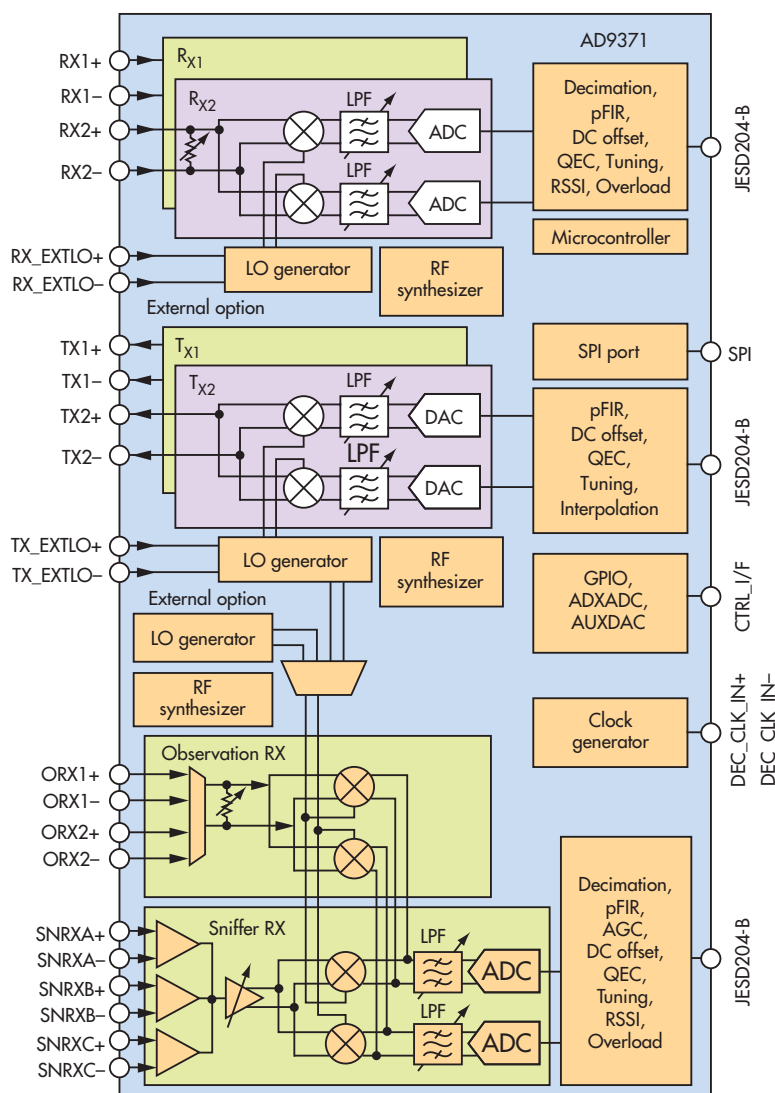 AD9371
RX1+
RX1−
RX2+
RX2−
RX1
RX2
LPF
ADC
LPF
ADC
Decimation,
pFIR,
DC offset,
QEC, Tuning,
RSSI, Overload
JESD204-B
Microcontroller
RX_EXTLO+
RX_EXTLO−
LO generator
RF
synthesizer
External option
TX1+
TX1−
TX2+
TX2−
TX1
TX2
LPF
DAC
LPF
DAC
SPI port
SPI
pFIR,
DC offset,
QEC,
Tuning,
Interpolation
JESD204-B
TX_EXTLO+
TX_EXTLO−
LO generator
RF
synthesizer
External option
GPIO,
ADXADC,
AUXDAC
CTRL_I/F
LO generator
RF
synthesizer
Clock
generator
DEC_CLK_IN+
DEC_CLK IN−
Observation RX
ORX1+
ORX1−
ORX2+
ORX2−
Sniffer RX
SNRXA+
SNRXA−
SNRXB+
SNRXB−
SNRXC+
SNRXC−
LPF
ADC
LPF
ADC
Decimation,
pFIR,
AGC,
DC offset,
QEC,
Tuning,
RSSI,
Overload
JESD204-B